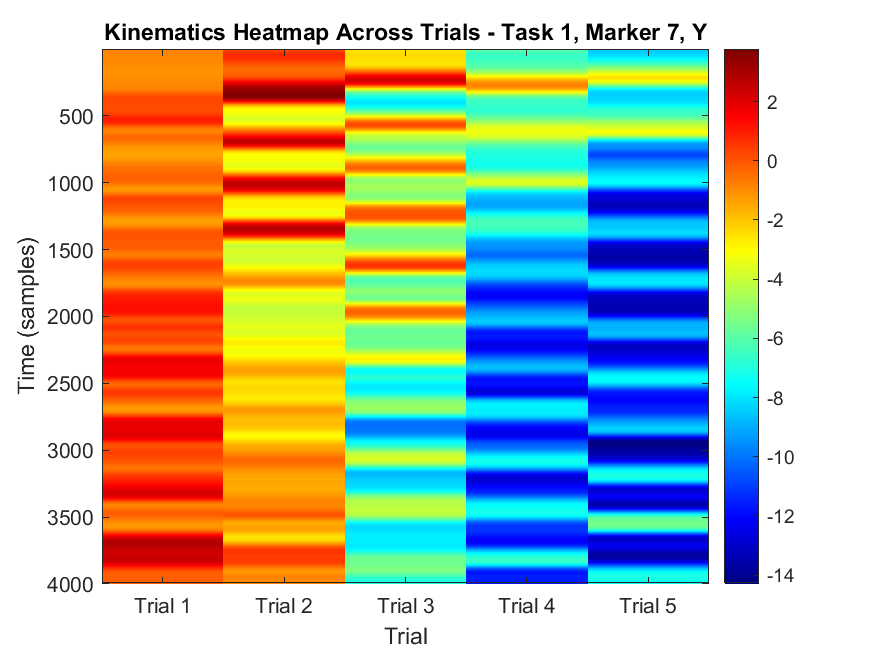 Kinematics Heatmap Across Trials - Task 1, Marker 7, Y
Time (samples)
500
1000
1500
2000
2500
3000
3500
4000
Trial 1
Trial 2
Trial 3
Trial 4
Trial 5
Trial
2
0
-2
-4
-6
-8
-10
-12
-14